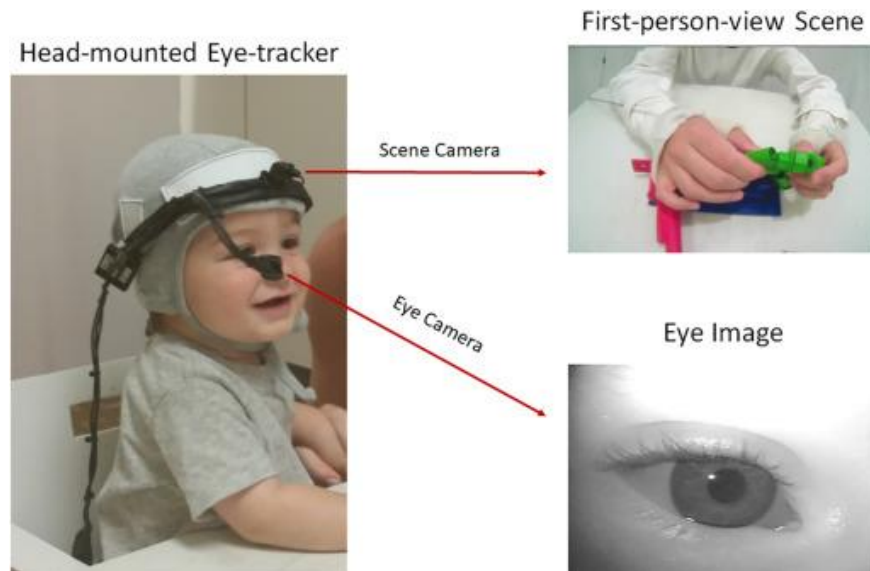 First-person-view Scene
Head-mounted Eye-tracker
Scene Camera
Eye Camera
Eye Image